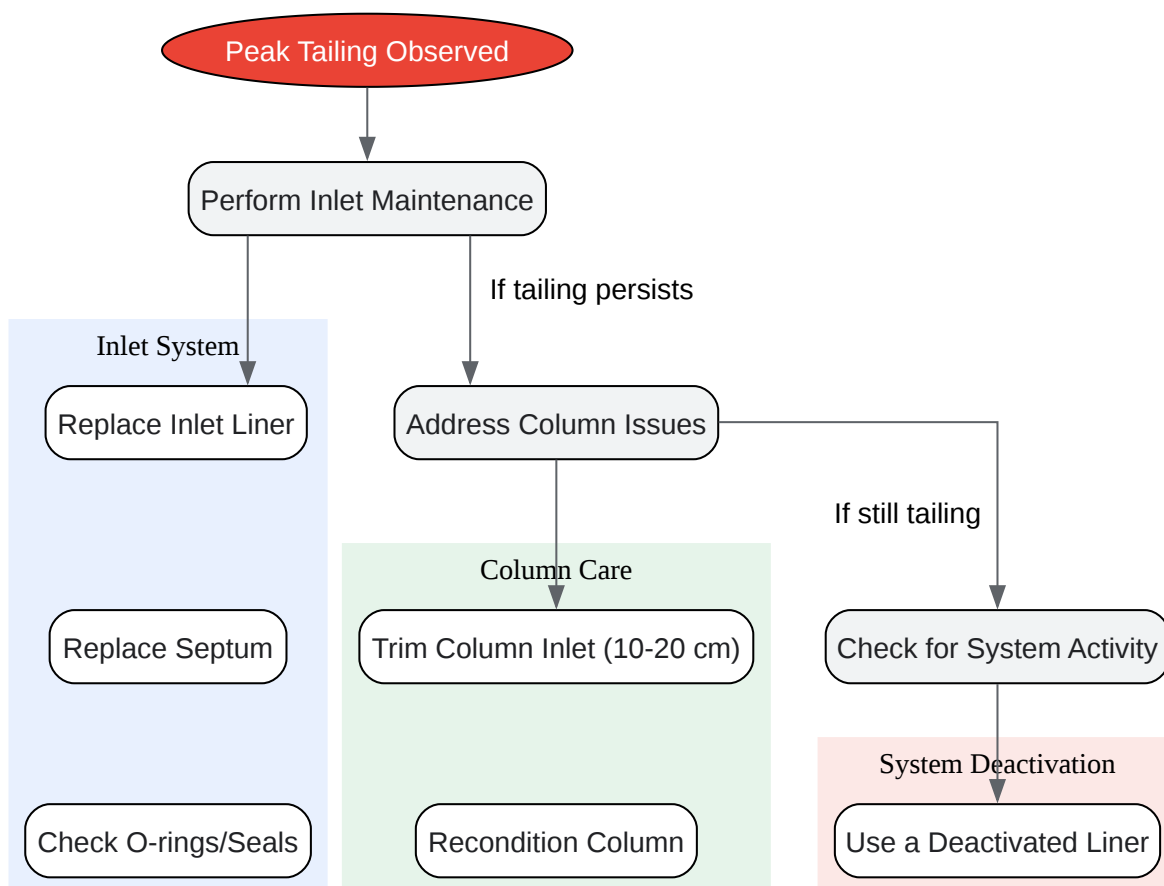 Peak Tailing Observed
Perform Inlet Maintenance
If tailing persists
Inlet System
Replace Inlet Liner
Address Column Issues
If still tailing
Column Care
Replace Septum
Trim Column Inlet (10-20 cm)
Check for System Activity
System Deactivation
Check O-rings/Seals
Recondition Column
Use a Deactivated Liner